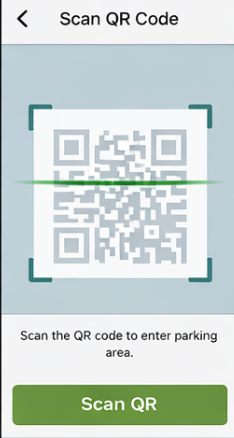 Scan QR Code
Scan the QR code to enter parking
area.
Scan QR